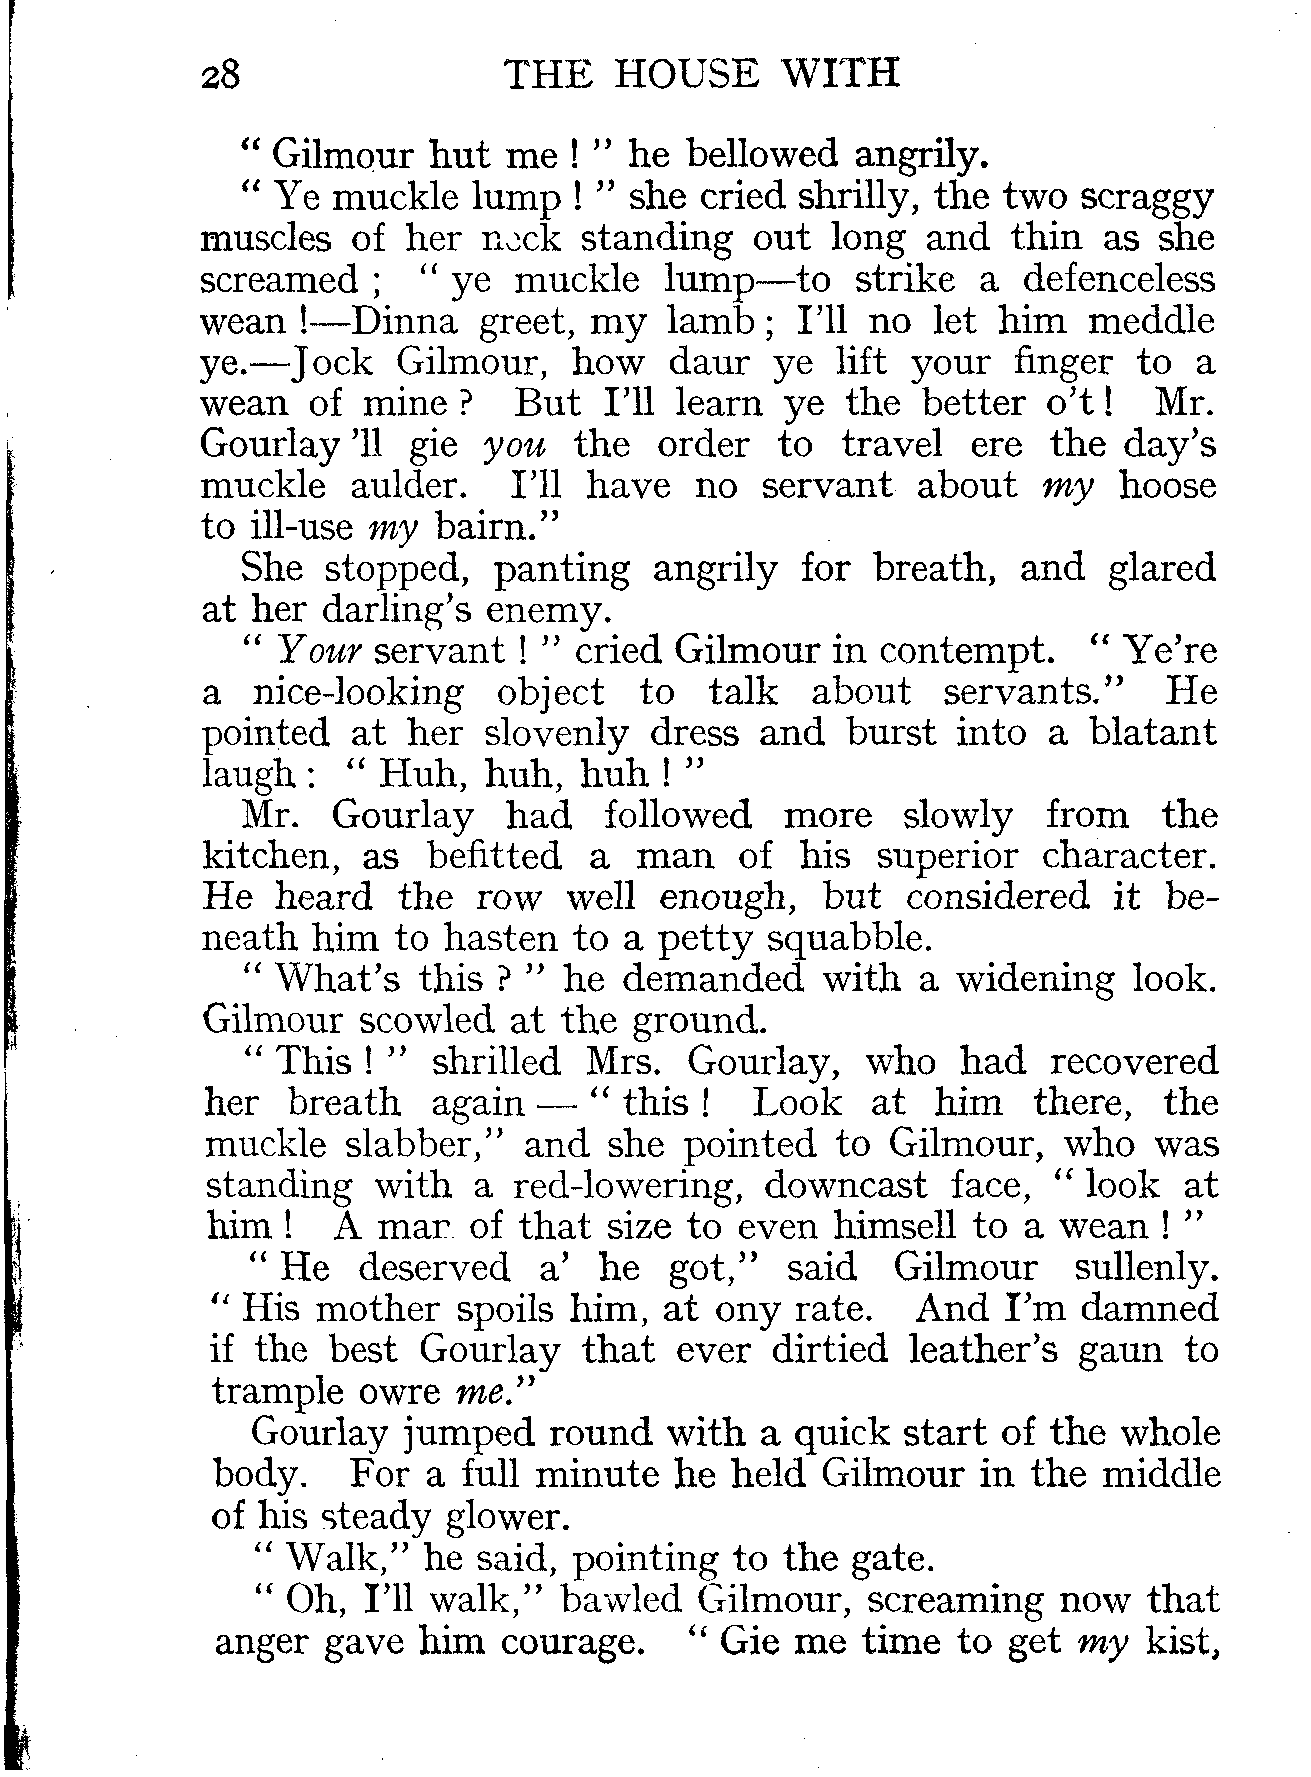 28 THE HOUSE WITH
“ Gilmour hut me ! ” he bellowed angrily.
“ Ye muckle lump ! ” she cried shrilly, the two scraggy
muscles of her neck standing out long and thin as she
screamed ; “ ye muckle lump—to strike a defenceless
wean !—Dinna greet, my lamb ; I’ll no let him meddle
ye.—Jock Gilmour, how daur ye lift your finger to a
wean of mine ? But I’ll learn ye the better o’t ! Mr.
Gourlay ’ll gie you the order to travel ere the day’s
muckle aulder. I’ll have no servant about my hoose
to ill-use my bairn.”
She stopped, panting angrily for breath, and glared
at her darling’s enemy.
“ Your servant ! ” cried Gilmour in contempt. “ Ye’re
a nice-looking object to talk about servants.” He
pointed at her slovenly dress and burst into a blatant
laugh : “ Huh, huh, huh ! ”
Mr. Gourlay had followed more slowly from the
kitchen, as befitted a man of his superior character.
He heard the row well enough, but considered it be-
neath him to hasten to a petty squabble.
“ What’s this ? ” he demanded with a widening look.
Gilmour scowled at the ground.
“ This ! ” shrilled Mrs. Gourlay, who had recovered
her breath again — “ this ! Look at him there, the
muckle slabber,” and she pointed to Gilmour, who was
standing with a red-lowering, downcast face, “ look at
him ! A mar of that size to even himsell to a wean ! ”
“ He deserved a’ he got,” said Gilmour sullenly.
“ His mother spoils him, at ony rate. And I’m damned
if the best Gourlay that ever dirtied leather’s gaun to
trample owre me.”
Gourlay jumped round with a quick start of the whole
body. For a full minute he held Gilmour in the middle
of his steady glower.
“ Walk,” he said, pointing to the gate.
“ Oh, I’ll walk,” bawled Gilmour, screaming now that
anger gave him courage. “ Gie me time to get my kist,